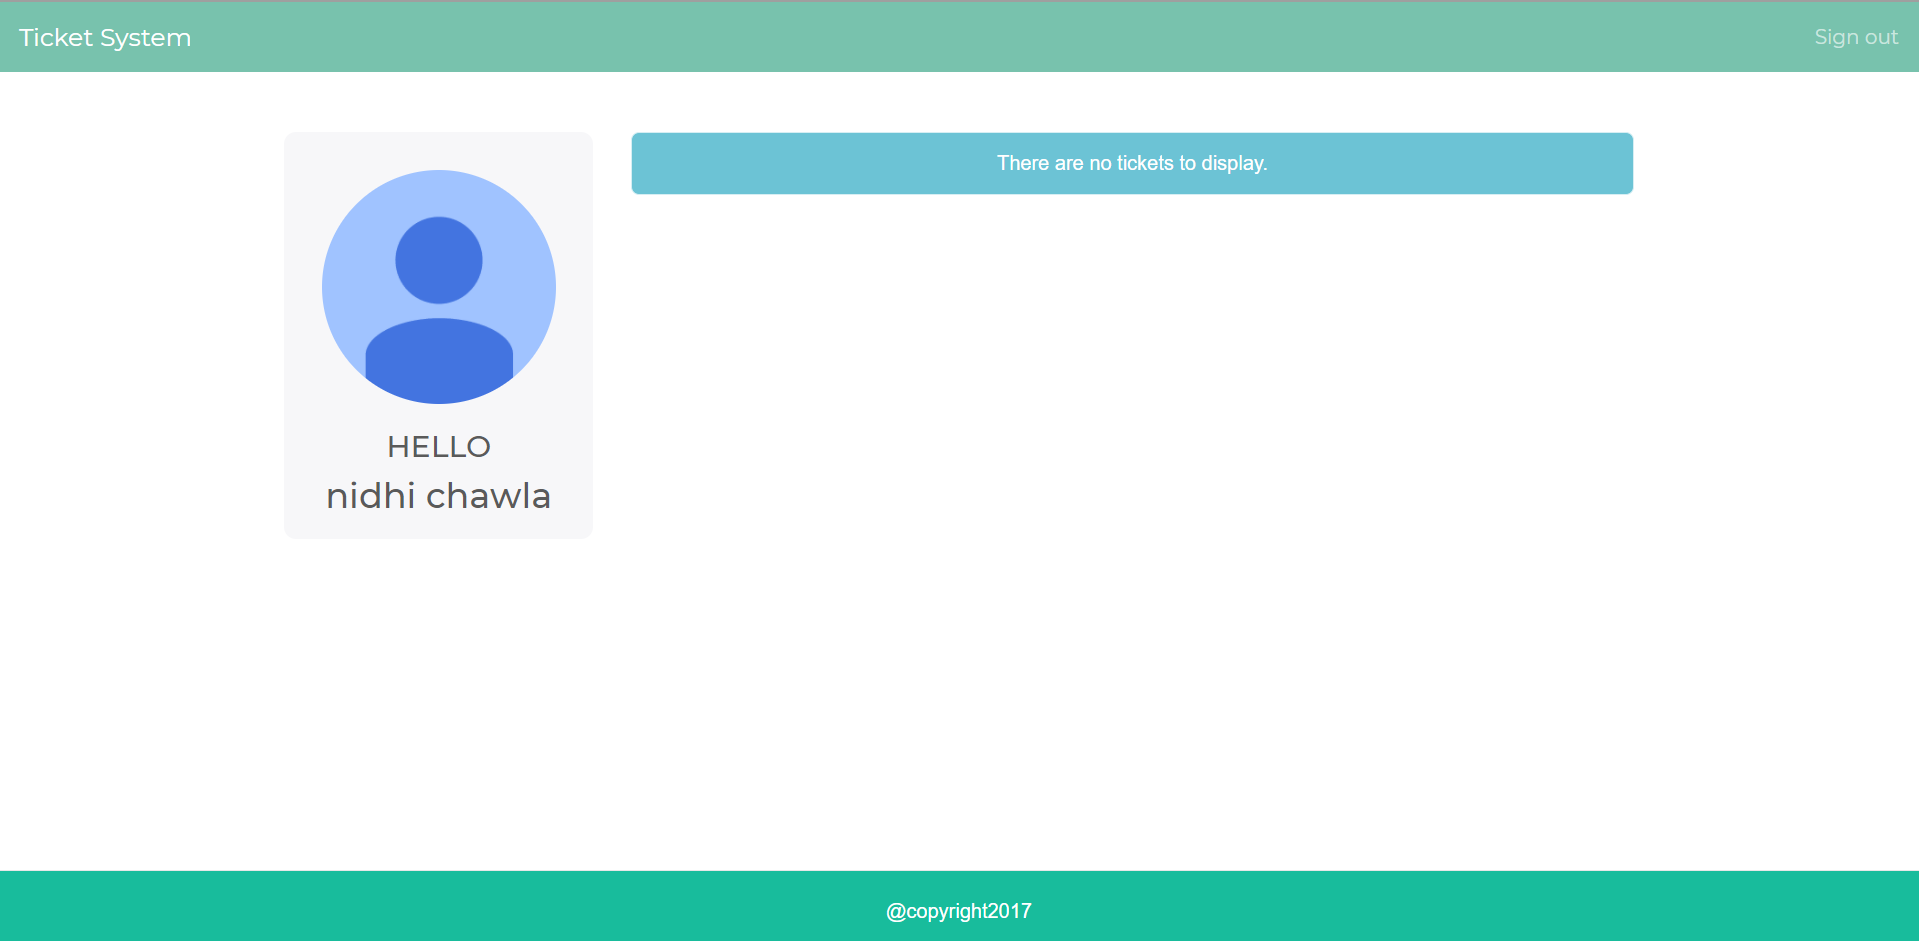 Ticket System
Sign out
There are no tickets to display.
HELLO
nidhi chawla
@copyright2017